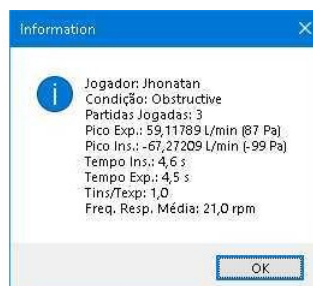 Information
Jogador: Jhonatan
Condição: Obstructive
Partidas Jogadas: 3
Pico Exp.: 59,11789 L/min (87 Pa)
Pico Ins.: -67,27209 L/min (-99 Pa)
Tempo Ins.: 4,6 s
Tempo Exp.: 4,5 s
Tins/Texp: 1,0
Freq. Resp. Média: 21,0 rpm
OK